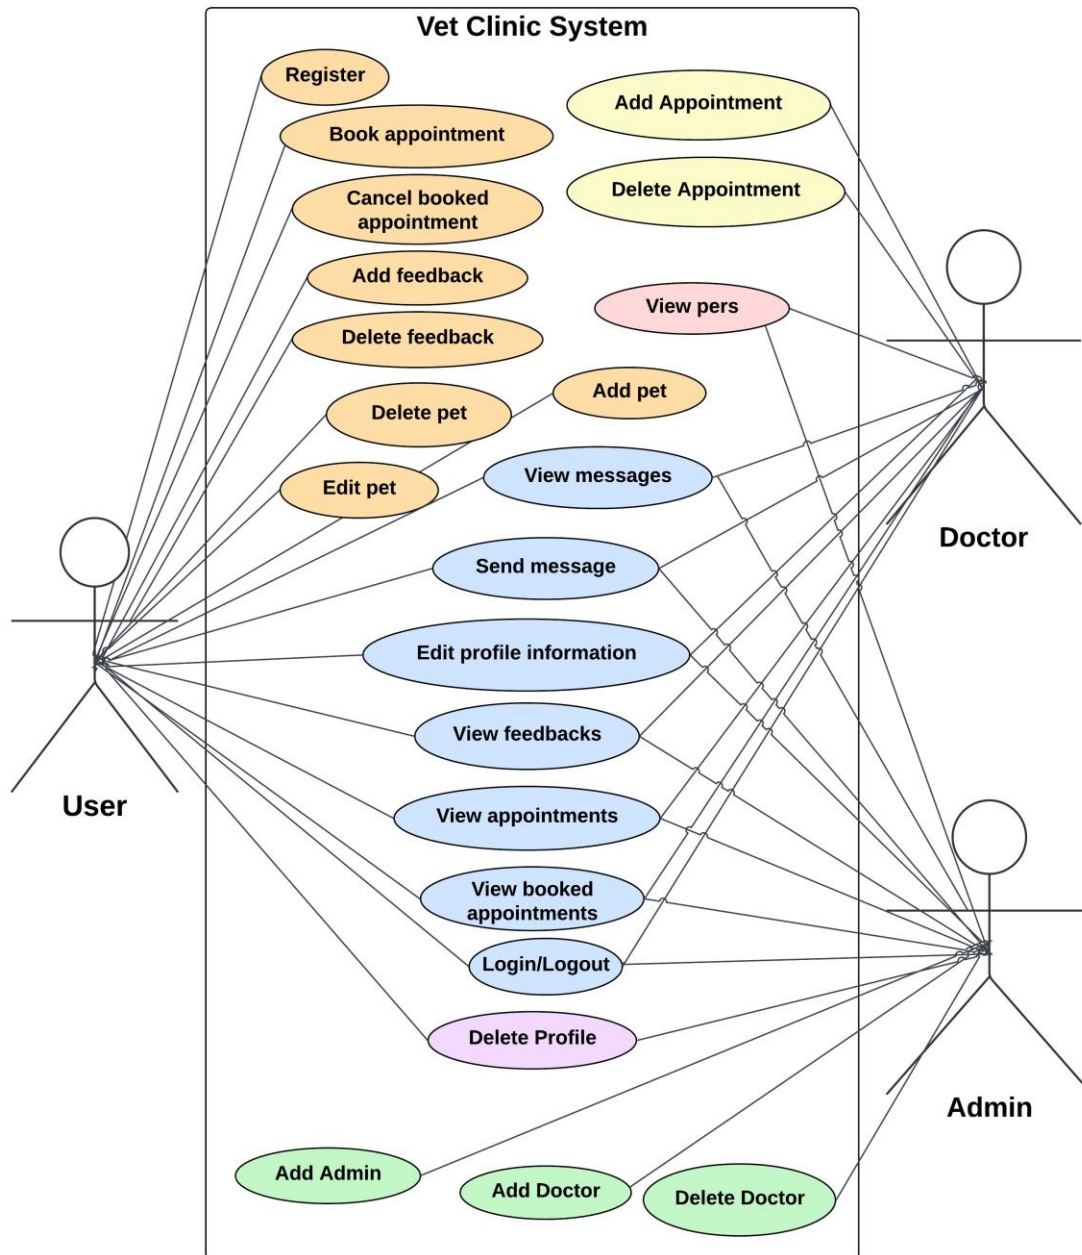 Vet Clinic System
Register
Add Appointment
Book appointment
Delete Appointment
Cancel booked
appointment
Add feedback
View pers
Delete feedback
Add pet
Delete pet
View messages
Edit pet
Doctor
Send message
Edit profile information
View feedbacks
User
View appointments
View booked
appointments
Login/Logout
Delete Profile
Admin
Add Admin
Add Doctor
Delete Doctor